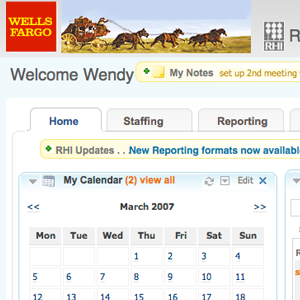 WELLS
FARGO
RHI
R
Welcome Wendy
My Notes set up 2nd meeting
Home Staffing Reporting
RHI Updates . . New Reporting formats now available
My Calendar (2) view all Edit
<< March 2007 >>
Mon Tue Wed Thu Fri Sat Sun
1 2 3 4
5 6 7 8 9 10 11
12 13 14 15 16 17 18